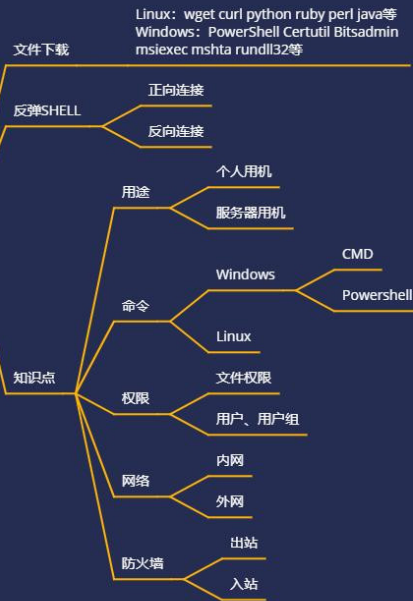 文件下载
Linux：wget curl python ruby perl java等
Windows：PowerShell Certutil Bitsadmin
msiexec mshta rundll32等
反弹SHELL
正向连接
反向连接
知识点
用途
个人用机
服务器用机
命令
Windows
CMD
Powershell
Linux
权限
文件权限
用户、用户组
网络
内网
外网
防火墙
出站
入站